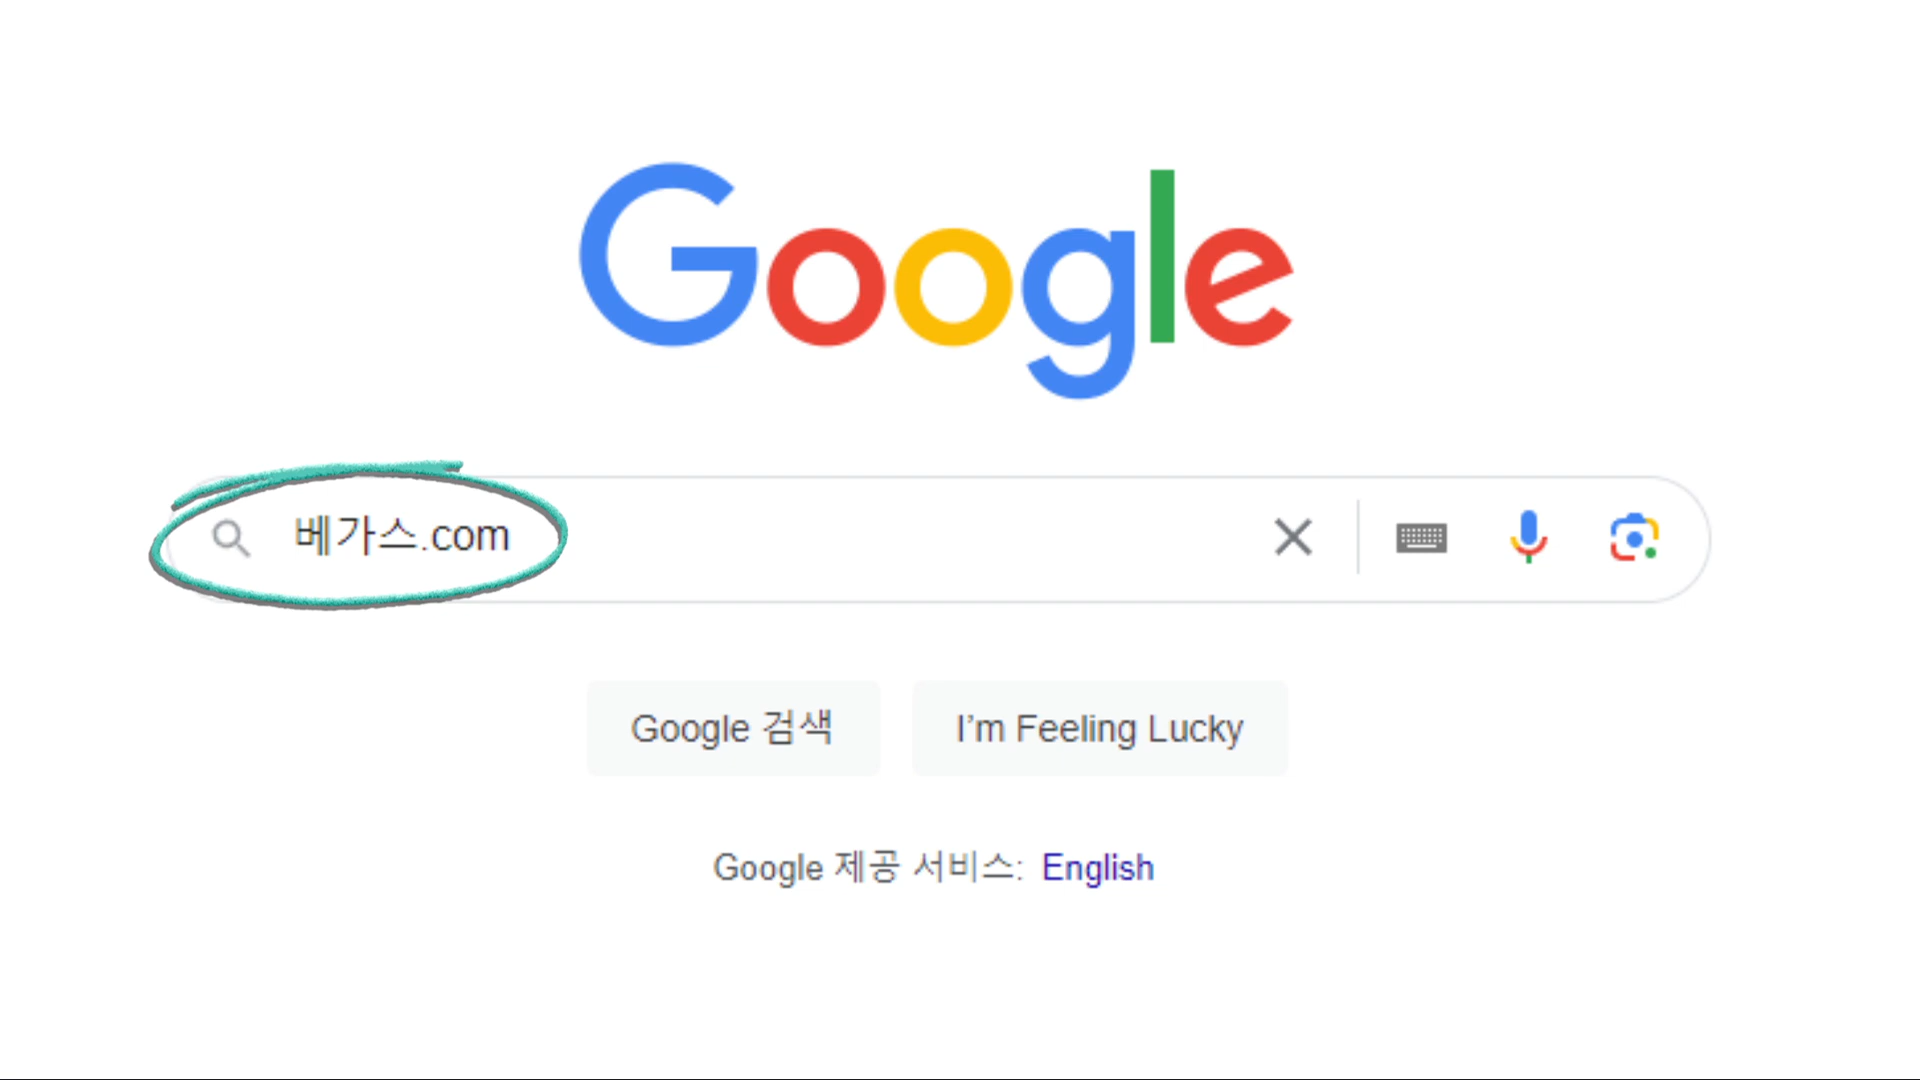 Google
베가스.com
Google 검색
I’m Feeling Lucky
Google 제공 서비스: English